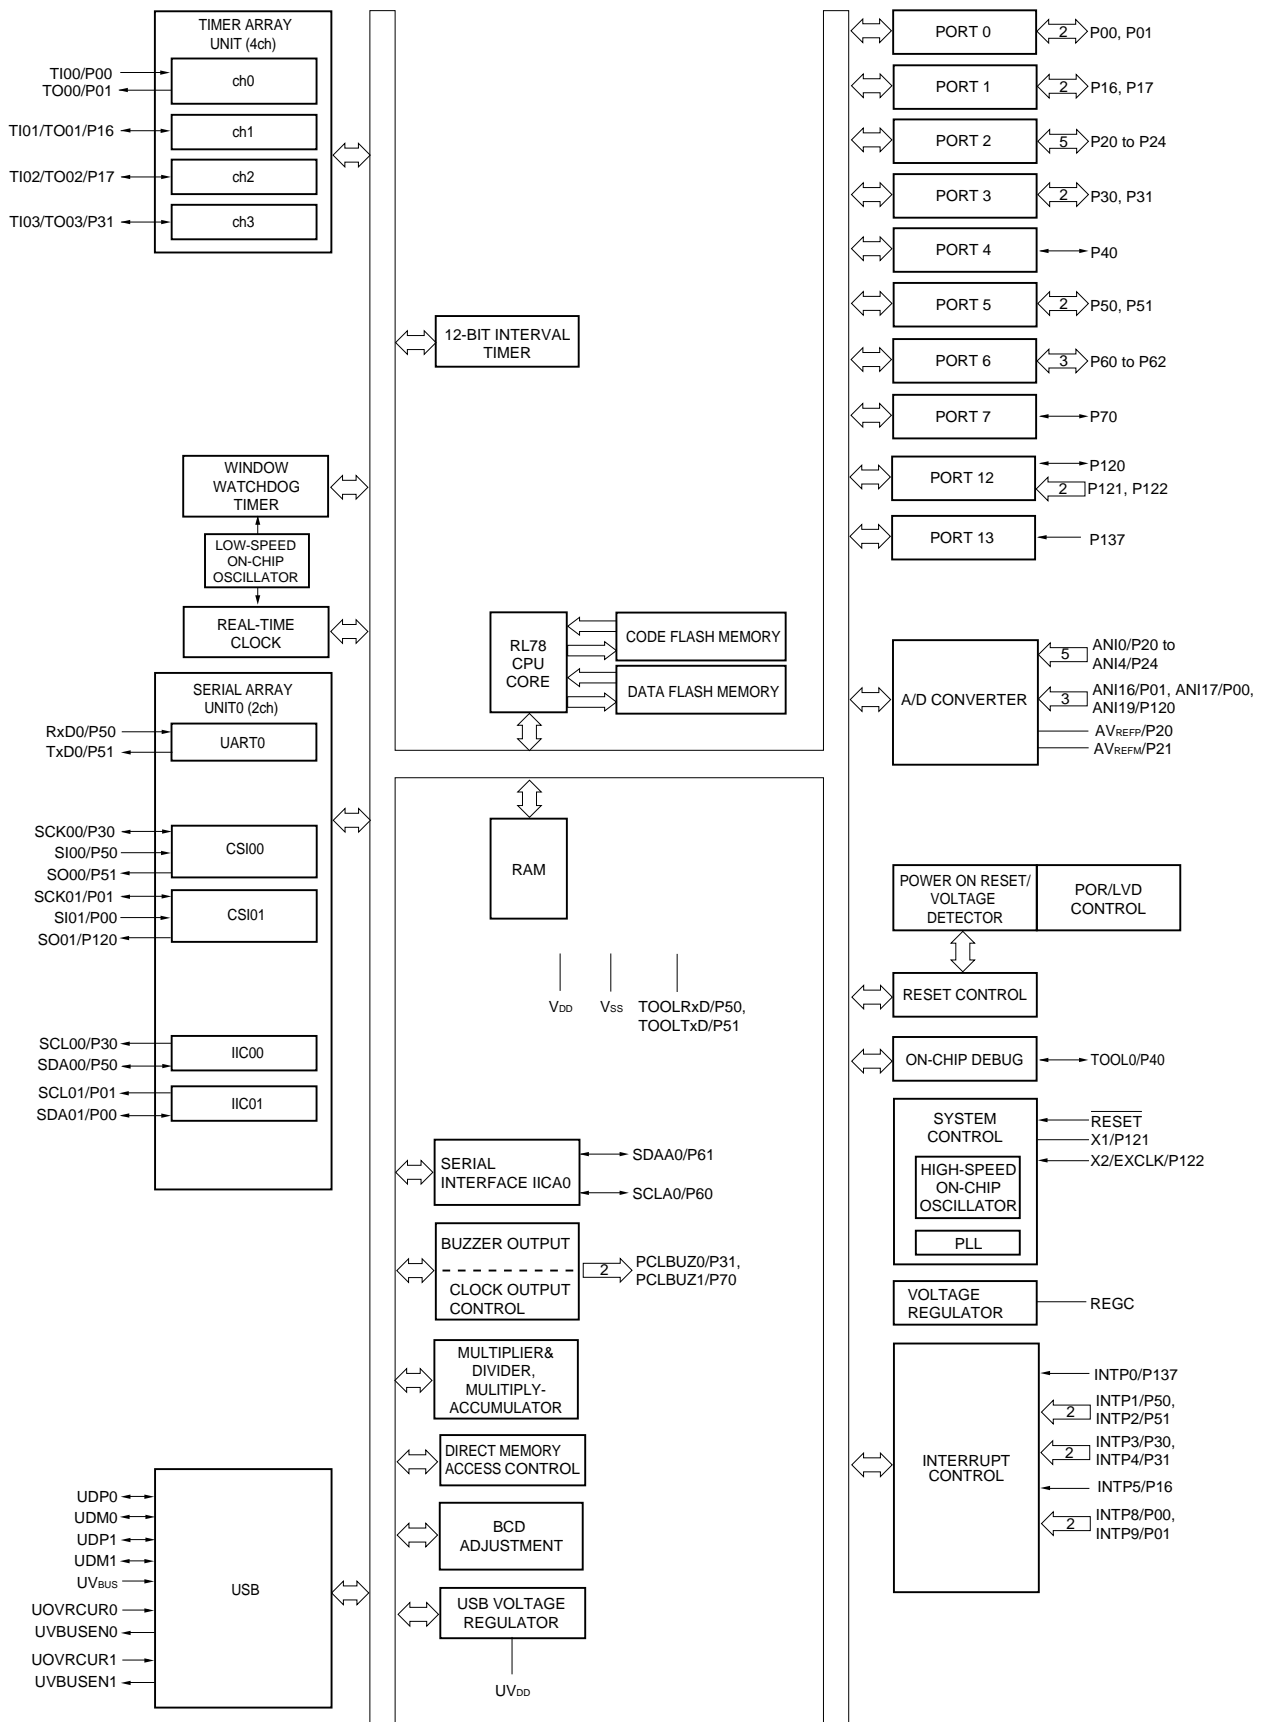 TIMER ARRAY
UNIT (4ch)
TI00/P00
TO00/P01
ch0
TI01/TO01/P16
ch1
TI02/TO02/P17
ch2
TI03/TO03/P31
ch3
12-BIT INTERVAL
TIMER
WINDOW
WATCHDOG
TIMER
LOW-SPEED
ON-CHIP
OSCILLATOR
REAL-TIME
CLOCK
RL78
CPU
CORE
CODE FLASH MEMORY
DATA FLASH MEMORY
SERIAL ARRAY
UNIT0 (2ch)
RxD0/P50
TxD0/P51
UART0
SCK00/P30
SI00/P50
SO00/P51
CSI00
SCK01/P01
SI01/P00
SO01/P120
CSI01
SCL00/P30
SDA00/P50
IIC00
SCL01/P01
SDA01/P00
IIC01
RAM
VDD
VSS
TOOLRxD/P50,
TOOLTxD/P51
SERIAL
INTERFACE IICA0
SDAA0/P61
SCLA0/P60
BUZZER OUTPUT
CLOCK OUTPUT
CONTROL
2
PCLBUZ0/P31,
PCLBUZ1/P70
MULTIPLIER&
DIVIDER,
MULITIPLY-
ACCUMULATOR
DIRECT MEMORY
ACCESS CONTROL
BCD
ADJUSTMENT
USB VOLTAGE
REGULATOR
UVDD
UDP0
UDM0
UDP1
UDM1
UVBUS
UOVRCUR0
UVBUSEN0
UOVRCUR1
UVBUSEN1
USB
PORT 0
2
P00, P01
PORT 1
2
P16, P17
PORT 2
5
P20 to P24
PORT 3
2
P30, P31
PORT 4
P40
PORT 5
2
P50, P51
PORT 6
3
P60 to P62
PORT 7
P70
PORT 12
P120
2
P121, P122
PORT 13
P137
A/D CONVERTER
5
ANI0/P20 to
ANI4/P24
3
ANI16/P01, ANI17/P00,
ANI19/P120
AVREFP/P20
AVREFM/P21
POWER ON RESET/
VOLTAGE
DETECTOR
POR/LVD
CONTROL
RESET CONTROL
ON-CHIP DEBUG
TOOL0/P40
SYSTEM
CONTROL
HIGH-SPEED
ON-CHIP
OSCILLATOR
PLL
RESET
X1/P121
X2/EXCLK/P122
VOLTAGE
REGULATOR
REGC
INTERRUPT
CONTROL
INTP0/P137
2
INTP1/P50,
INTP2/P51
2
INTP3/P30,
INTP4/P31
INTP5/P16
2
INTP8/P00,
INTP9/P01